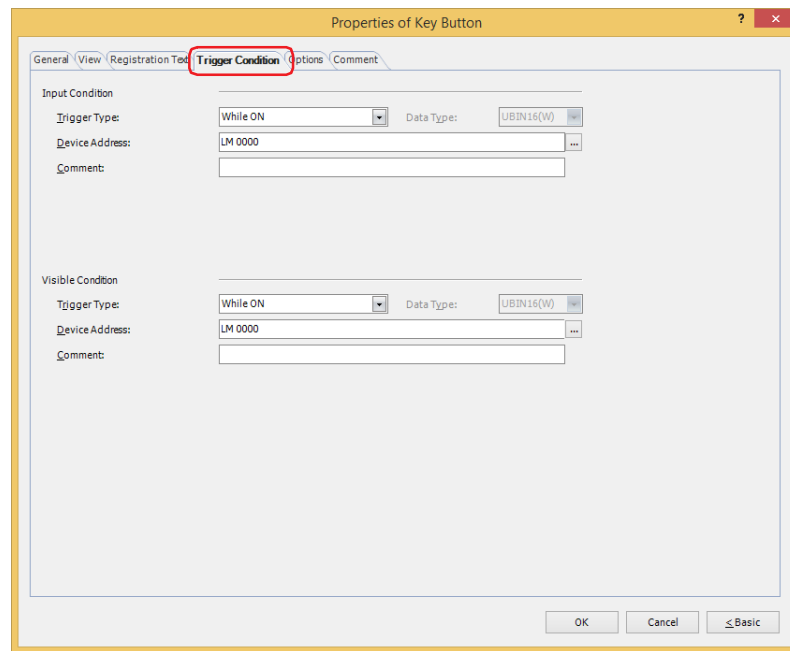 Properties of Key Button ? ×
General View Registration Text Trigger Condition Options Comment
Input Condition
Trigger Type: While ON Data Type: UBIN16(W)
Device Address: LM 0000 ...
Comment:
Visible Condition
Trigger Type: While ON Data Type: UBIN16(W)
Device Address: LM 0000 ...
Comment:
OK Cancel < Basic